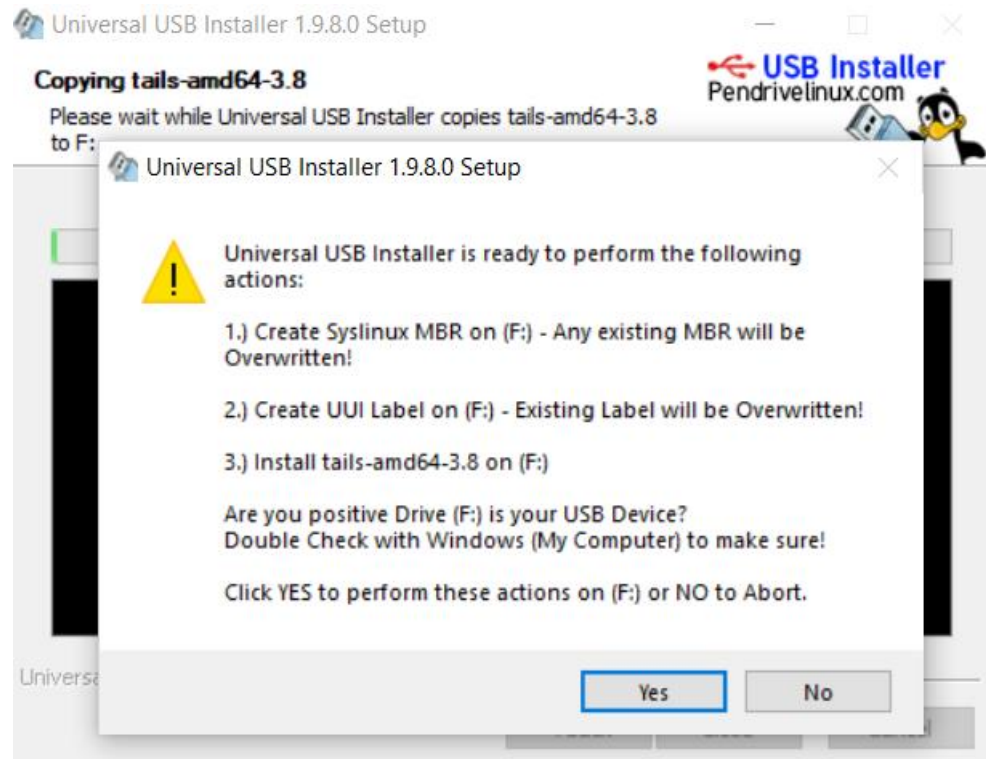 Universal USB Installer 1.9.8.0 Setup
USB Installer
Pendrivelinux.com
Copying tails-amd64-3.8
Please wait while Universal USB Installer copies tails-amd64-3.8
to F:
Universal USB Installer 1.9.8.0 Setup
Universal USB Installer is ready to perform the following
actions:
1.) Create Syslinux MBR on (F:) - Any existing MBR will be
Overwritten!
2.) Create UUI Label on (F:) - Existing Label will be Overwritten!
3.) Install tails-amd64-3.8 on (F:)
Are you positive Drive (F:) is your USB Device?
Double Check with Windows (My Computer) to make sure!
Click YES to perform these actions on (F:) or NO to Abort.
Yes
No